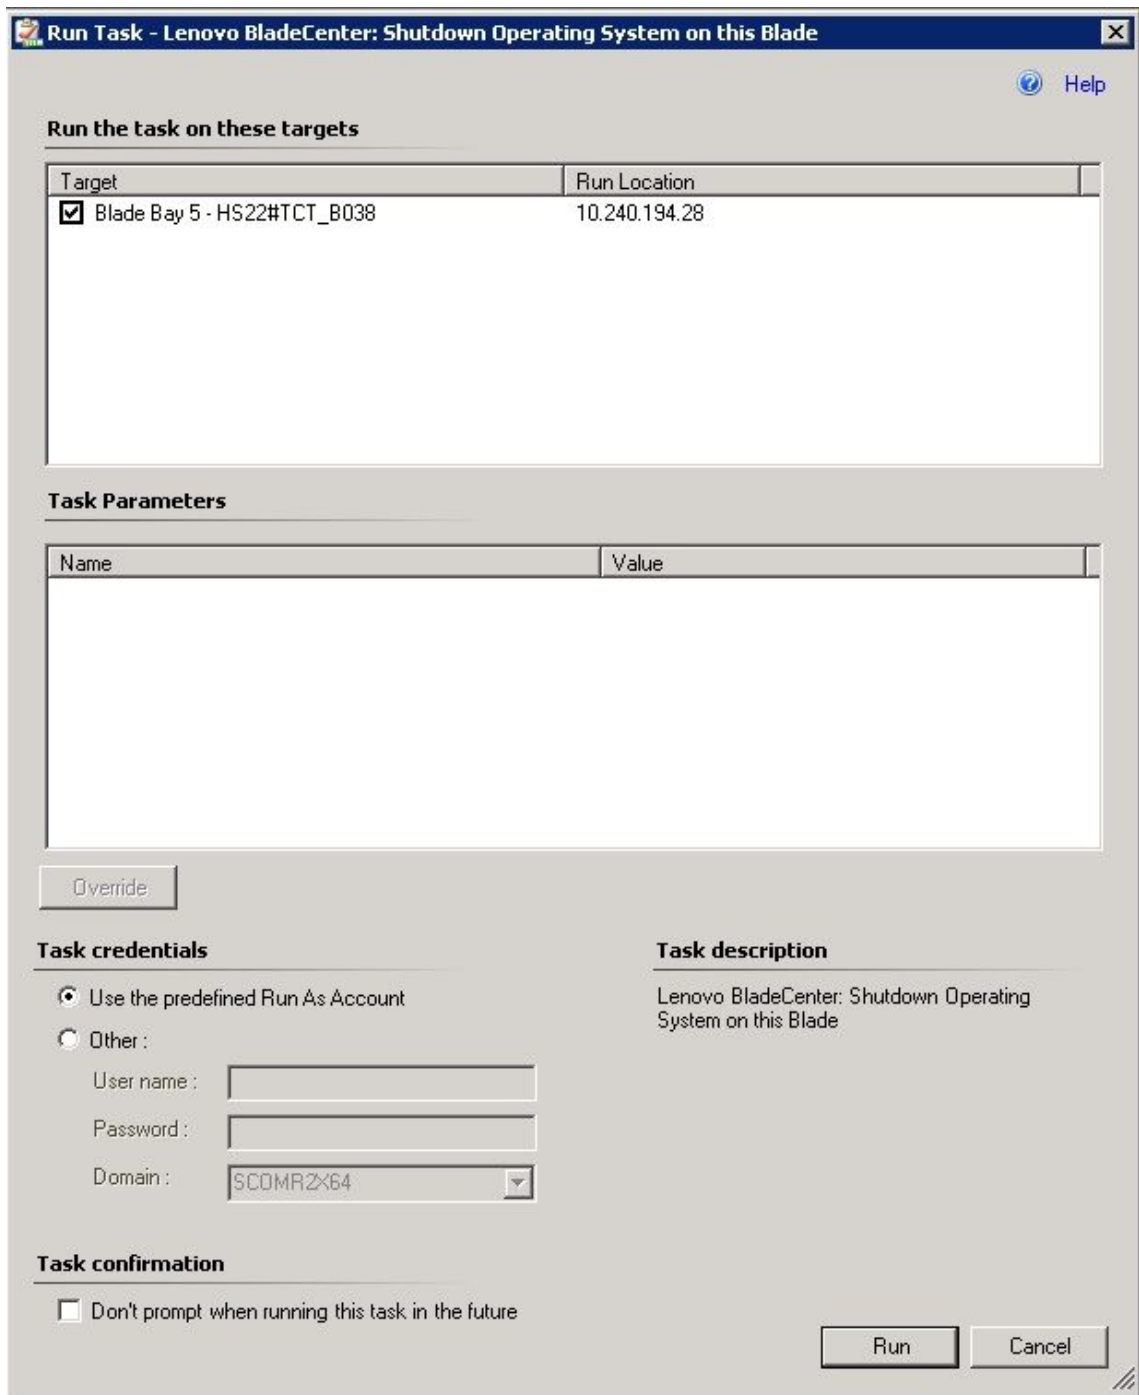 Run Task - Lenovo BladeCenter: Shutdown Operating System on this Blade
Help
Run the task on these targets
Target Run Location
Blade Bay 5 - HS22#TCT_B038 10.240.194.28
Task Parameters
Name Value
Override
Task credentials
Use the predefined Run As Account
Other :
User name :
Password :
Domain : SCOMR2X64
Task description
Lenovo BladeCenter: Shutdown Operating
System on this Blade
Task confirmation
Don't prompt when running this task in the future
Run Cancel